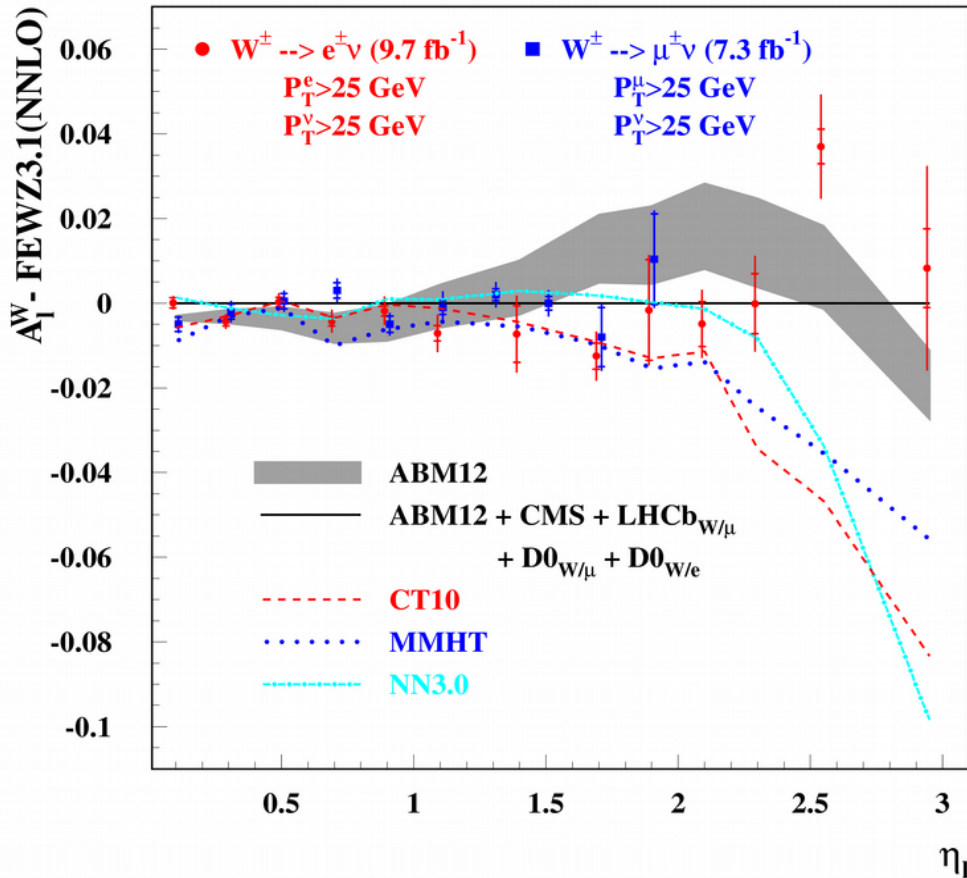 A_l^W - FEWZ3.1(NNLO)
W^± --> e^±ν (9.7 fb^-1)
P_T^e>25 GeV
P_T^ν>25 GeV
W^± --> μ^±ν (7.3 fb^-1)
P_T^μ>25 GeV
P_T^ν>25 GeV
0.06
0.04
0.02
0
-0.02
-0.04
-0.06
-0.08
-0.1
ABM12
ABM12 + CMS + LHCb_W/μ
+ D0_W/μ + D0_W/e
CT10
MMHT
NN3.0
0.5
1
1.5
2
2.5
3
η_l